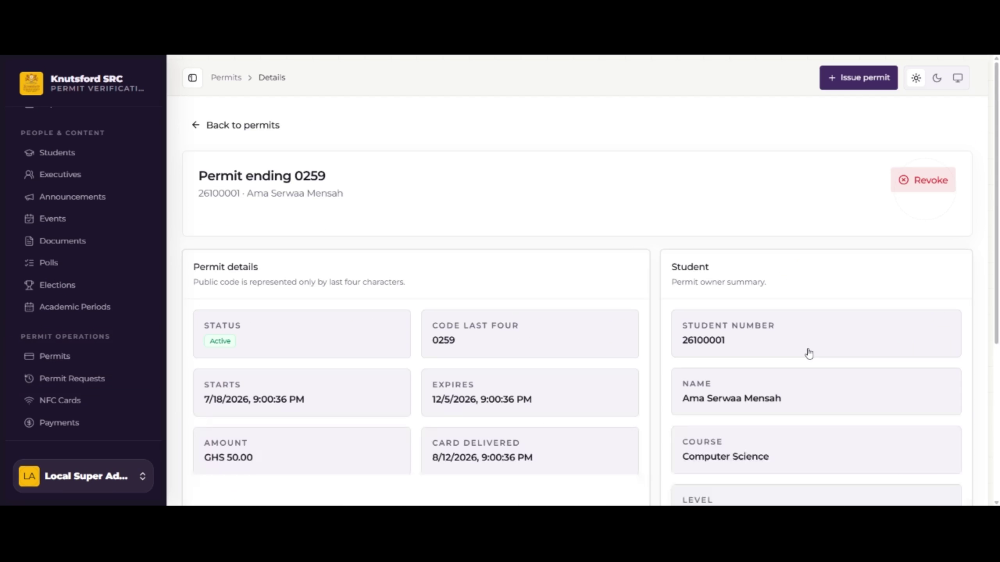 Knutsford SRC
PERMIT VERIFICATI...
PEOPLE & CONTENT
Students
Executives
Announcements
Events
Documents
Polls
Elections
Academic Periods
PERMIT OPERATIONS
Permits
Permit Requests
NFC Cards
Payments
LA
Local Super Ad...
Permits > Details
+ Issue permit
← Back to permits
Permit ending 0259
26100001 · Ama Serwaa Mensah
Revoke
Permit details
Public code is represented only by last four characters.
STATUS
Active
CODE LAST FOUR
0259
STARTS
7/18/2026, 9:00:36 PM
EXPIRES
12/5/2026, 9:00:36 PM
AMOUNT
GHS 50.00
CARD DELIVERED
8/12/2026, 9:00:36 PM
Student
Permit owner summary.
STUDENT NUMBER
26100001
NAME
Ama Serwaa Mensah
COURSE
Computer Science
LEVEL